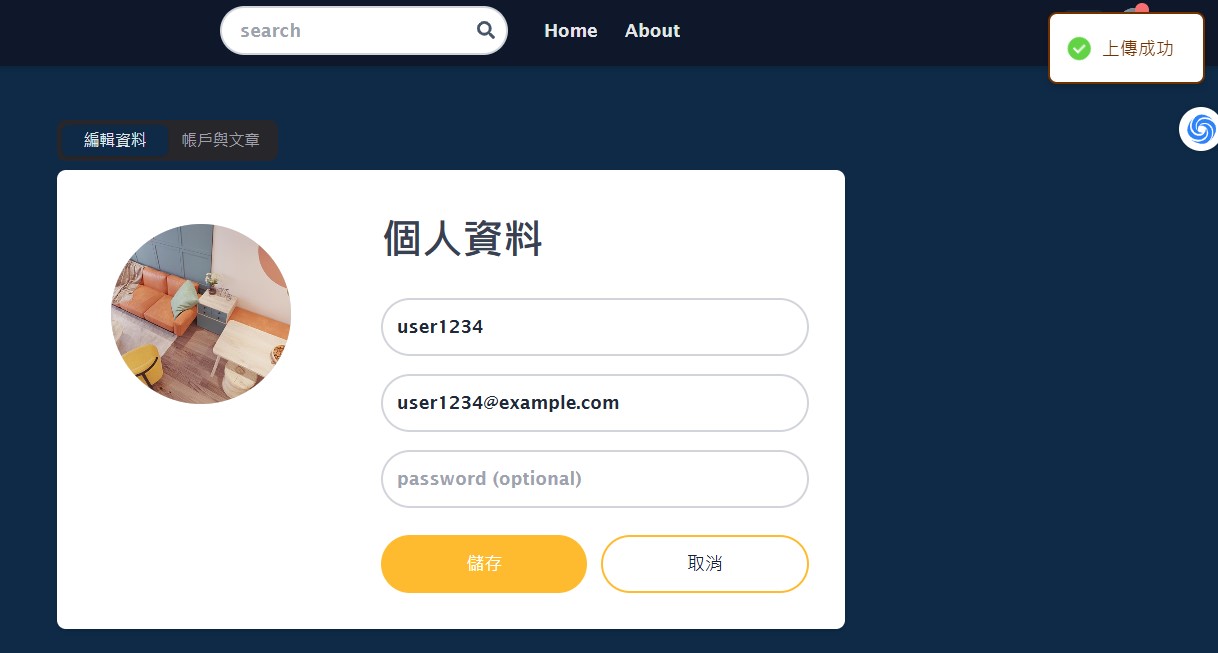 search
Home
About
上傳成功
編輯資料
帳戶與文章
個人資料
user1234
user1234@example.com
password (optional)
儲存
取消